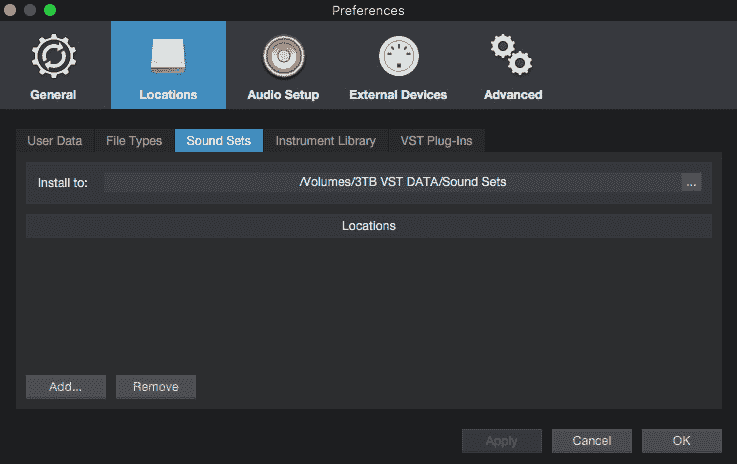 Preferences
General Locations Audio Setup External Devices Advanced
User Data File Types Sound Sets Instrument Library VST Plug-Ins
Install to: /Volumes/3TB VST DATA/Sound Sets ...
Locations
Add... Remove
Apply Cancel OK